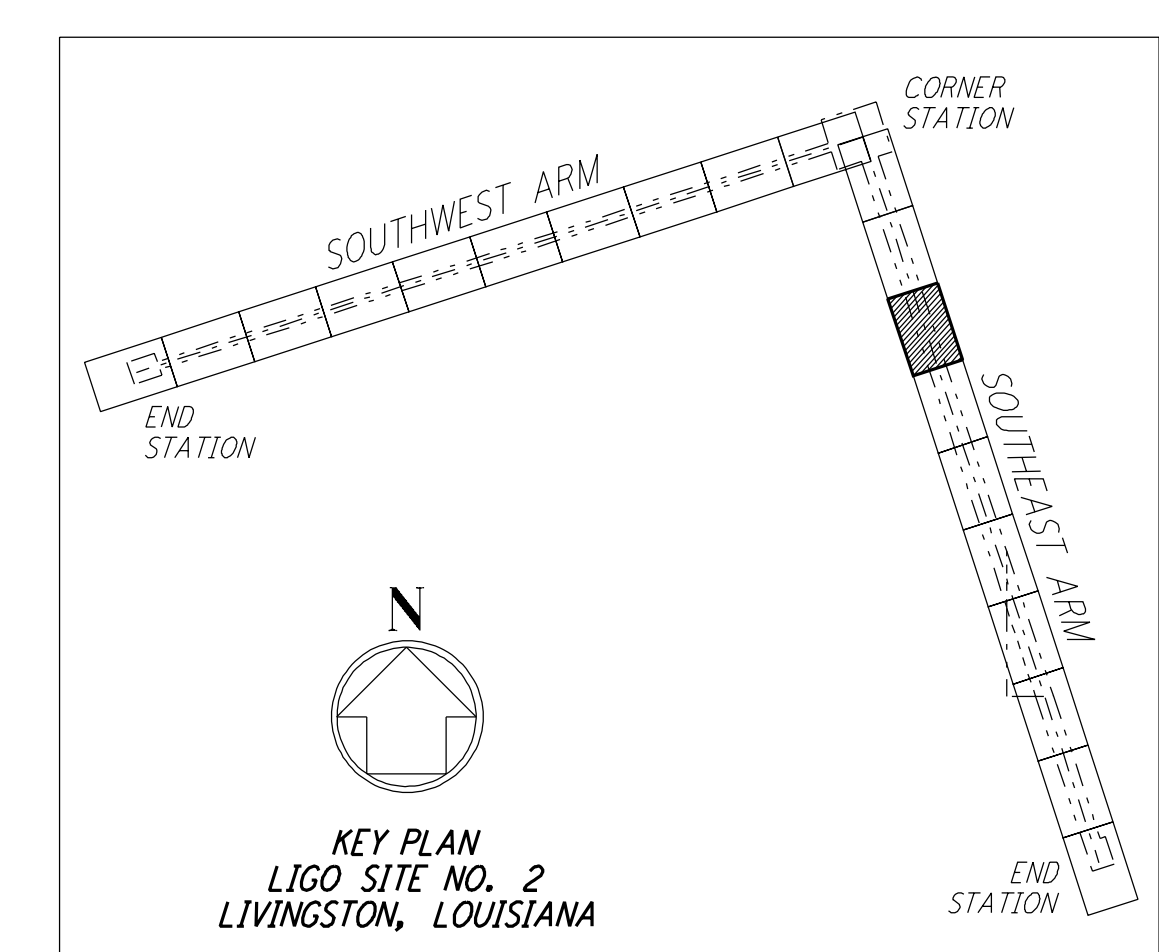 CORNER
STATION
SOUTHWEST ARM
END
STATION
SOUTHEAST ARM
N
KEY PLAN
LIGO SITE NO. 2
LIVINGSTON, LOUISIANA
END
STATION